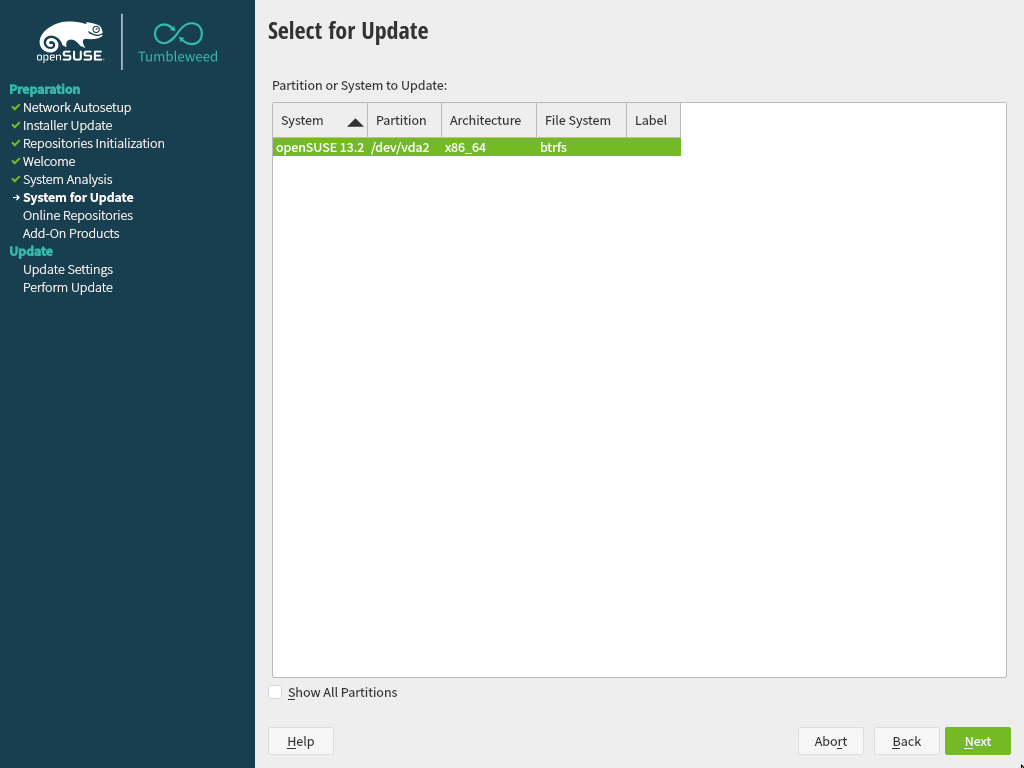 openSUSE
Tumbleweed
Preparation
Network Autosetup
Installer Update
Repositories Initialization
Welcome
System Analysis
System for Update
Online Repositories
Add-On Products
Update
Update Settings
Perform Update
Select for Update
Partition or System to Update:
System Partition Architecture File System Label
openSUSE 13.2 /dev/vda2 x86_64 btrfs
Show All Partitions
Help Abort Back Next